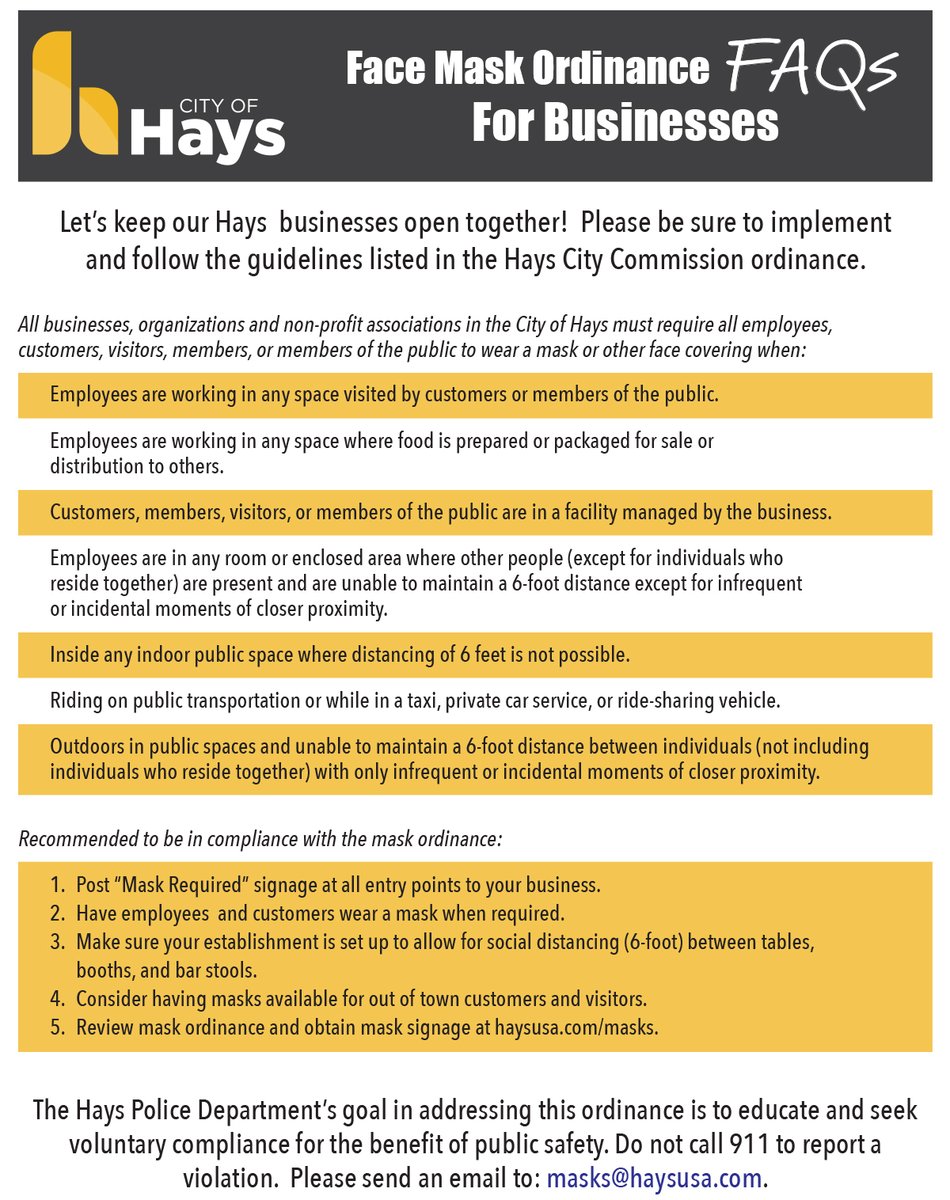 CITY OF
Hays
Face Mask Ordinance FAQs
For Businesses
Let's keep our Hays  businesses open together!  Please be sure to implement
and follow the guidelines listed in the Hays City Commission ordinance.
All businesses, organizations and non-profit associations in the City of Hays must require all employees,
customers, visitors, members, or members of the public to wear a mask or other face covering when:
Employees are working in any space visited by customers or members of the public.
Employees are working in any space where food is prepared or packaged for sale or
distribution to others.
Customers, members, visitors, or members of the public are in a facility managed by the business.
Employees are in any room or enclosed area where other people (except for individuals who
reside together) are present and are unable to maintain a 6-foot distance except for infrequent
or incidental moments of closer proximity.
Inside any indoor public space where distancing of 6 feet is not possible.
Riding on public transportation or while in a taxi, private car service, or ride-sharing vehicle.
Outdoors in public spaces and unable to maintain a 6-foot distance between individuals (not including
individuals who reside together) with only infrequent or incidental moments of closer proximity.
Recommended to be in compliance with the mask ordinance:
1. Post "Mask Required" signage at all entry points to your business.
2. Have employees  and customers wear a mask when required.
3. Make sure your establishment is set up to allow for social distancing (6-foot) between tables,
booths, and bar stools.
4. Consider having masks available for out of town customers and visitors.
5. Review mask ordinance and obtain mask signage at haysusa.com/masks.
The Hays Police Department's goal in addressing this ordinance is to educate and seek
voluntary compliance for the benefit of public safety. Do not call 911 to report a
violation.  Please send an email to: masks@haysusa.com.